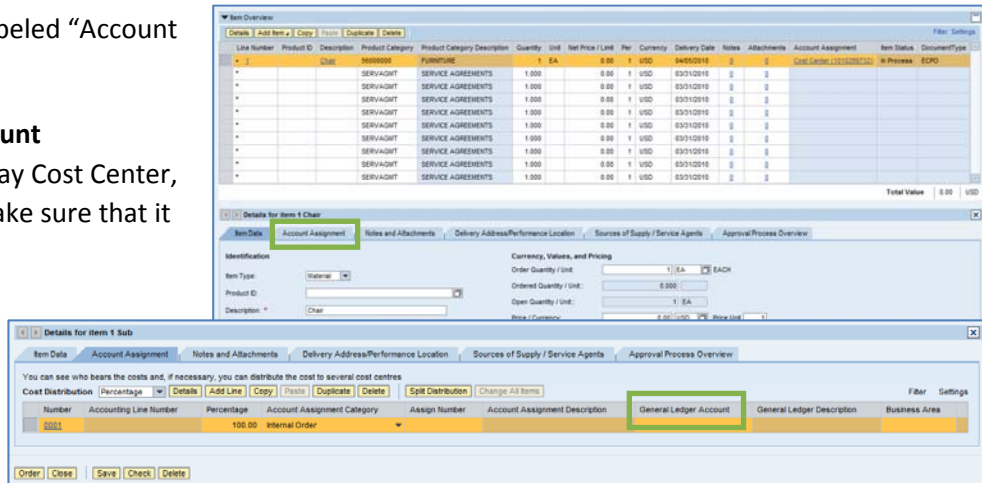 beled “Account
unt
ay Cost Center,
ake sure that it
Item Overview
Details Add Item Copy Paste Duplicate Delete Filter Settings
Line Number Product ID Description Product Category Product Category Description Quantity Unit Net Price / Limit Per Currency Delivery Date Notes Attachments Account Assignment Item Status DocumentType
• 1 Chair 56000000 FURNITURE 1 EA 0.00 1 USD 04/05/2010 0 0 Cost Center In Process ECPO
• SERVAGMT SERVICE AGREEMENTS 1.000 0.00 1 USD 03/31/2010 0 0
• SERVAGMT SERVICE AGREEMENTS 1.000 0.00 1 USD 03/31/2010 0 0
• SERVAGMT SERVICE AGREEMENTS 1.000 0.00 1 USD 03/31/2010 0 0
• SERVAGMT SERVICE AGREEMENTS 1.000 0.00 1 USD 03/31/2010 0 0
• SERVAGMT SERVICE AGREEMENTS 1.000 0.00 1 USD 03/31/2010 0 0
• SERVAGMT SERVICE AGREEMENTS 1.000 0.00 1 USD 03/31/2010 0 0
• SERVAGMT SERVICE AGREEMENTS 1.000 0.00 1 USD 03/31/2010 0 0
• SERVAGMT SERVICE AGREEMENTS 1.000 0.00 1 USD 03/31/2010 0 0
• SERVAGMT SERVICE AGREEMENTS 1.000 0.00 1 USD 03/31/2010 0 0
Total Value 0.00 USD
Details for item 1 Chair
Item Data Account Assignment Notes and Attachments Delivery Address/Performance Location Sources of Supply / Service Agents Approval Process Overview
Identification Currency, Values, and Pricing
Item Type: Material Order Quantity / Unit: 1 EA EACH
Product ID: Ordered Quantity / Unit: 0.000
Description: * Chair Open Quantity / Unit: 1 EA
Price / Currency: 0.00 USD Price Unit: 1
Details for item 1 Sub
Item Data Account Assignment Notes and Attachments Delivery Address/Performance Location Sources of Supply / Service Agents Approval Process Overview
You can see who bears the costs and, if necessary, you can distribute the cost to several cost centres
Cost Distribution Percentage Details Add Line Copy Paste Duplicate Delete Split Distribution Change All Items Filter Settings
Number Accounting Line Number Percentage Account Assignment Category Assign Number Account Assignment Description General Ledger Account General Ledger Description Business Area
0001 100.00 Internal Order
Order Close Save Check Delete